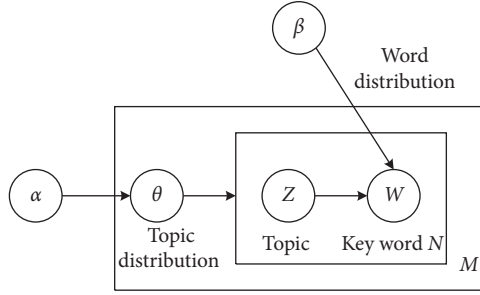 β
Word
distribution
α
θ
Z
W
Topic
distribution
Topic
Key word N
M